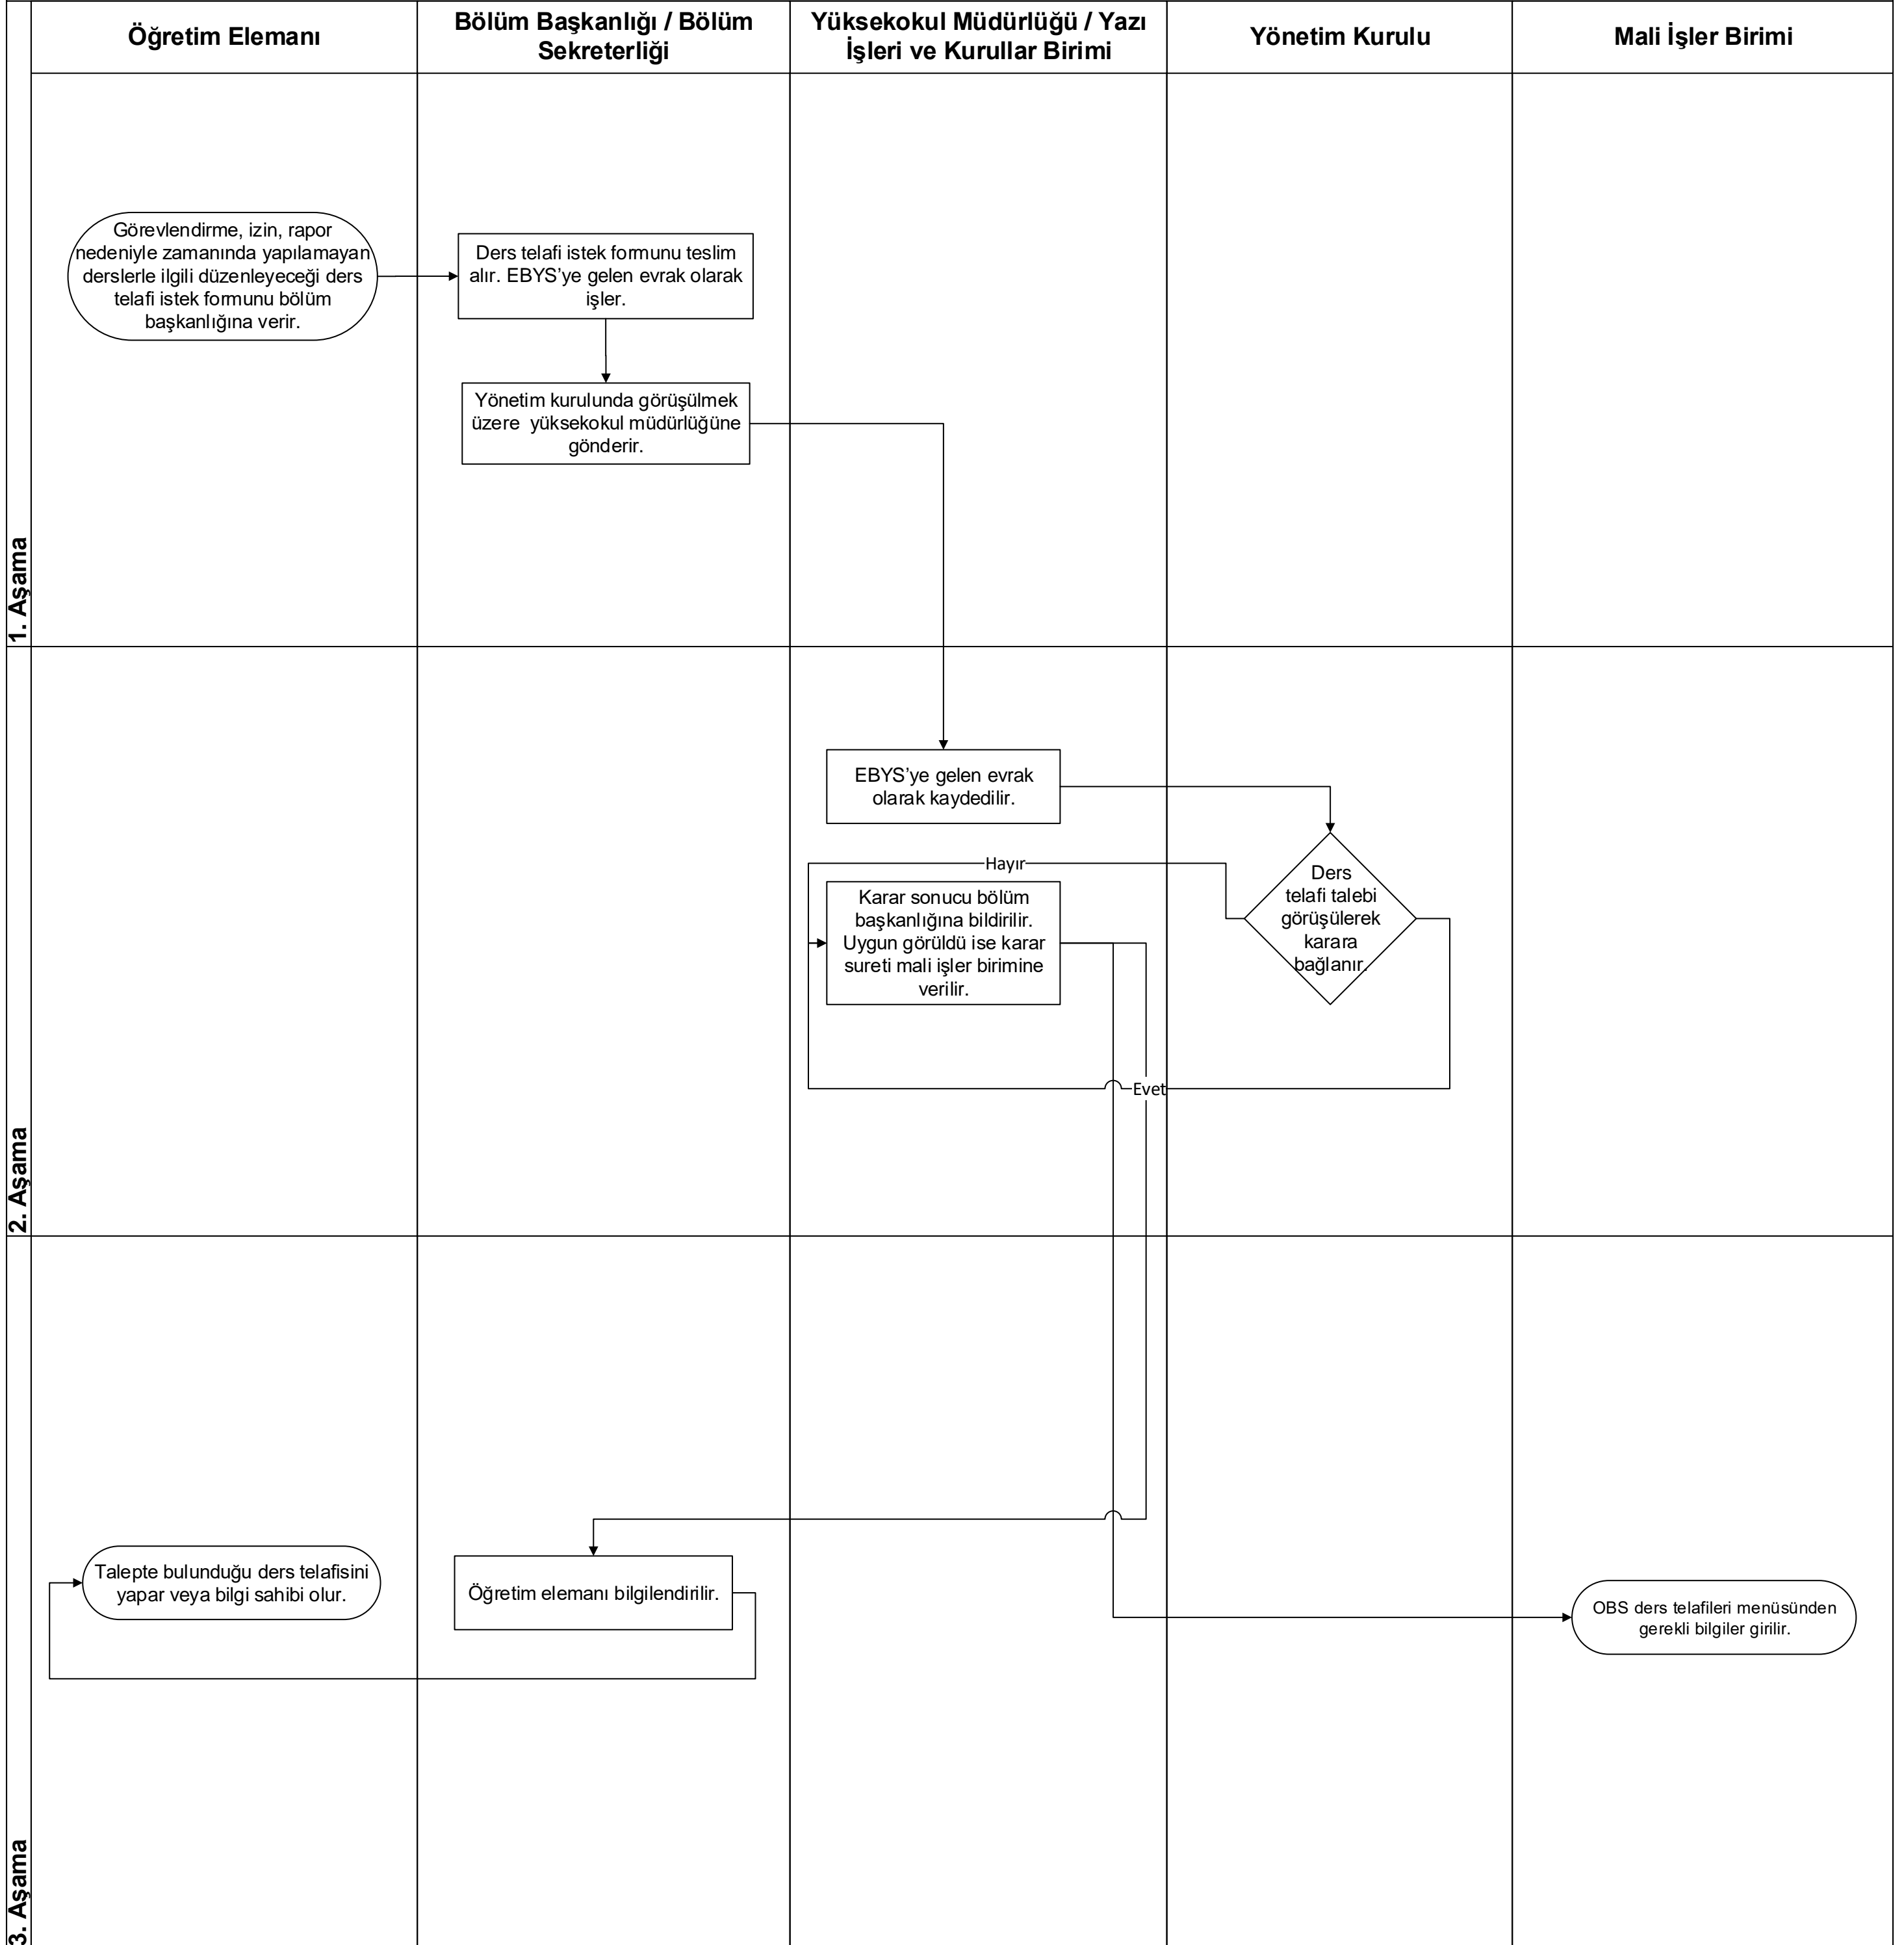 Öğretim Elemanı
Bölüm Başkanlığı / Bölüm
Sekreterliği
Yüksekokul Müdürlüğü / Yazı
İşleri ve Kurullar Birimi
Yönetim Kurulu
Mali İşler Birimi
1. Aşama
Görevlendirme, izin, rapor
nedeniyle zamanında yapılamayan
derslerle ilgili düzenleyeceği ders
telafi istek formunu bölüm
başkanlığına verir.
Ders telafi istek formunu teslim
alır. EBYS’ye gelen evrak olarak
işler.
Yönetim kurulunda görüşülmek
üzere  yüksekokul müdürlüğüne
gönderir.
2. Aşama
EBYS’ye gelen evrak
olarak kaydedilir.
Ders
telafi talebi
görüşülerek
karara
bağlanır.
Hayır
Karar sonucu bölüm
başkanlığına bildirilir.
Uygun görüldü ise karar
sureti mali işler birimine
verilir.
Evet
3. Aşama
Talepte bulunduğu ders telafisini
yapar veya bilgi sahibi olur.
Öğretim elemanı bilgilendirilir.
OBS ders telafileri menüsünden
gerekli bilgiler girilir.